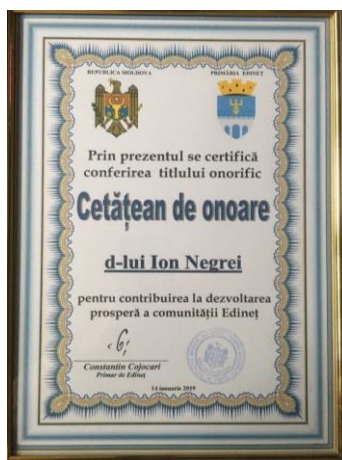 REPUBLICA MOLDOVA
PRIMĂRIA EDINEȚ
Prin prezentul se certifică
conferirea titlului onorific
Cetățean de onoare
d-lui Ion Negrei
pentru contribuirea la dezvoltarea
prosperă a comunității Edineț
Constantin Cojocari
Primar de Edineț
14 ianuarie 2019